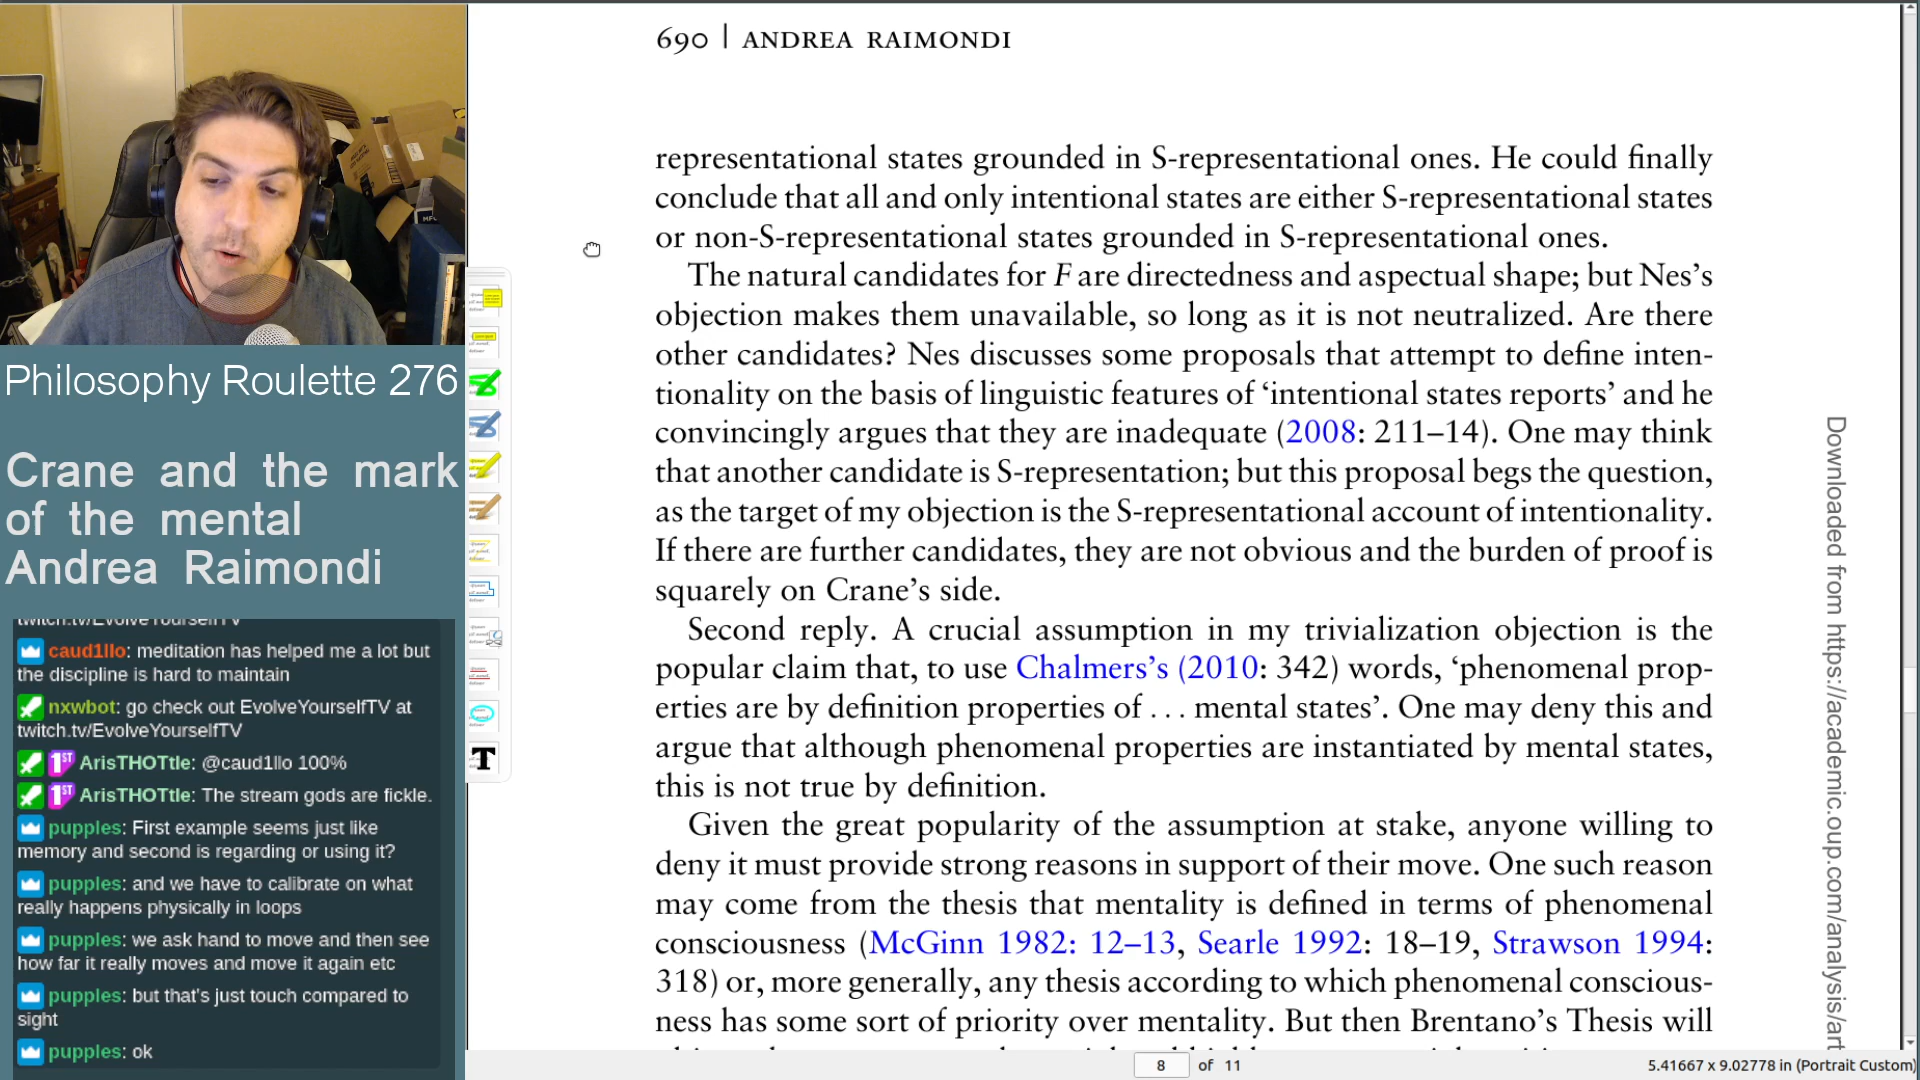 690 | ANDREA RAIMONDI
representational states grounded in S-representational ones. He could finally
conclude that all and only intentional states are either S-representational states
or non-S-representational states grounded in S-representational ones.
The natural candidates for F are directedness and aspectual shape; but Nes’s
objection makes them unavailable, so long as it is not neutralized. Are there
other candidates? Nes discusses some proposals that attempt to define inten-
tionality on the basis of linguistic features of ‘intentional states reports’ and he
convincingly argues that they are inadequate (2008: 211–14). One may think
that another candidate is S-representation; but this proposal begs the question,
as the target of my objection is the S-representational account of intentionality.
If there are further candidates, they are not obvious and the burden of proof is
squarely on Crane’s side.
Second reply. A crucial assumption in my trivialization objection is the
popular claim that, to use Chalmers’s (2010: 342) words, ‘phenomenal prop-
erties are by definition properties of . . . mental states’. One may deny this and
argue that although phenomenal properties are instantiated by mental states,
this is not true by definition.
Given the great popularity of the assumption at stake, anyone willing to
deny it must provide strong reasons in support of their move. One such reason
may come from the thesis that mentality is defined in terms of phenomenal
consciousness (McGinn 1982: 12–13, Searle 1992: 18–19, Strawson 1994:
318) or, more generally, any thesis according to which phenomenal conscious-
ness has some sort of priority over mentality. But then Brentano’s Thesis will
Downloaded from https://academic.oup.com/analysis/art
Philosophy Roulette 276
Crane and the mark
of the mental
Andrea Raimondi
twitch.tv/EvolveYourselfTV
caud1llo: meditation has helped me a lot but
the discipline is hard to maintain
nxwbot: go check out EvolveYourselfTV at
twitch.tv/EvolveYourselfTV
1ST ArisTHOTtle: @caud1llo 100%
1ST ArisTHOTtle: The stream gods are fickle.
pupples: First example seems just like
memory and second is regarding or using it?
pupples: and we have to calibrate on what
really happens physically in loops
pupples: we ask hand to move and then see
how far it really moves and move it again etc
pupples: but that's just touch compared to
sight
pupples: ok
T
8 of 11
5.41667 x 9.02778 in (Portrait Custom)